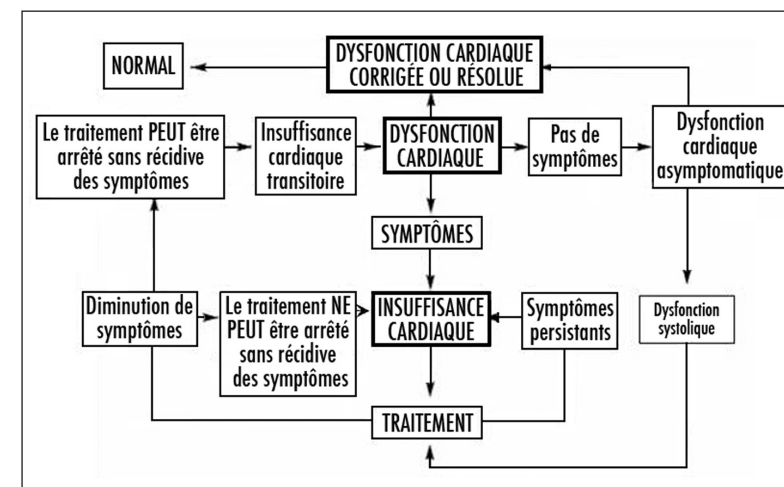 NORMAL
DYSFONCTION CARDIAQUE
CORRIGÉE OU RÉSOLUE
Le traitement PEUT être
arrêté sans récidive
des symptômes
Insuffisance
cardiaque
transitoire
DYSFONCTION
CARDIAQUE
Pas de
symptômes
Dysfonction
cardiaque
asymptomatique
SYMPTÔMES
Diminution de
symptômes
Le traitement NE
PEUT être arrêté
sans récidive
des symptômes
INSUFFISANCE
CARDIAQUE
Symptômes
persistants
Dysfonction
systolique
TRAITEMENT